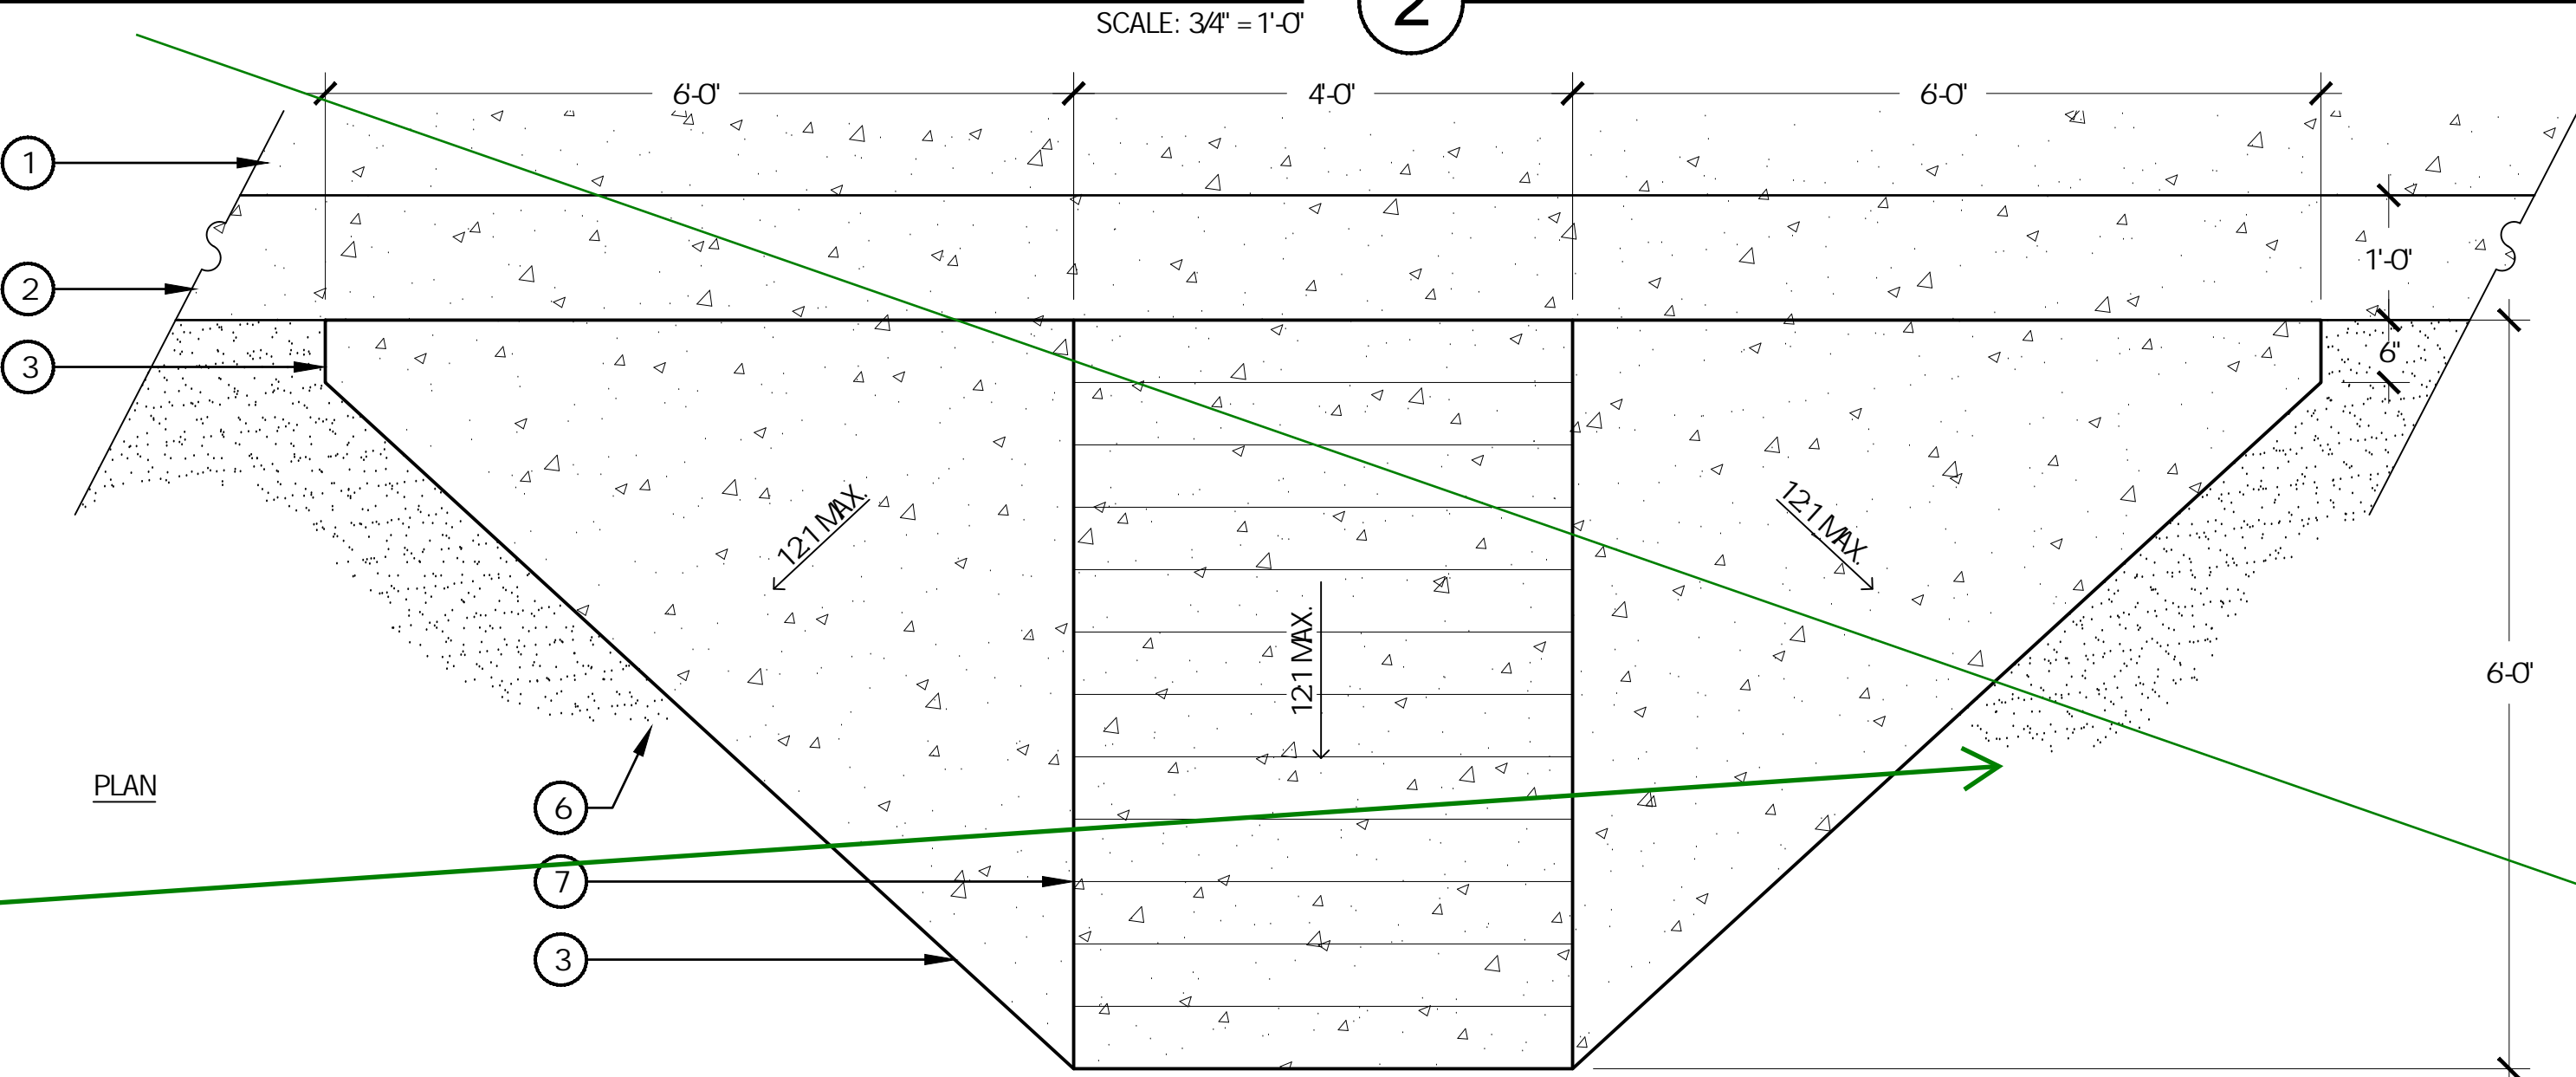 2
SCALE: 3/4" = 1'-0"
6'-0" 4'-0" 6'-0"
1
2
1'-0"
3
6"
12:1 MAX.
12:1 MAX.
12:1 MAX.
6'-0"
PLAN
6
7
3